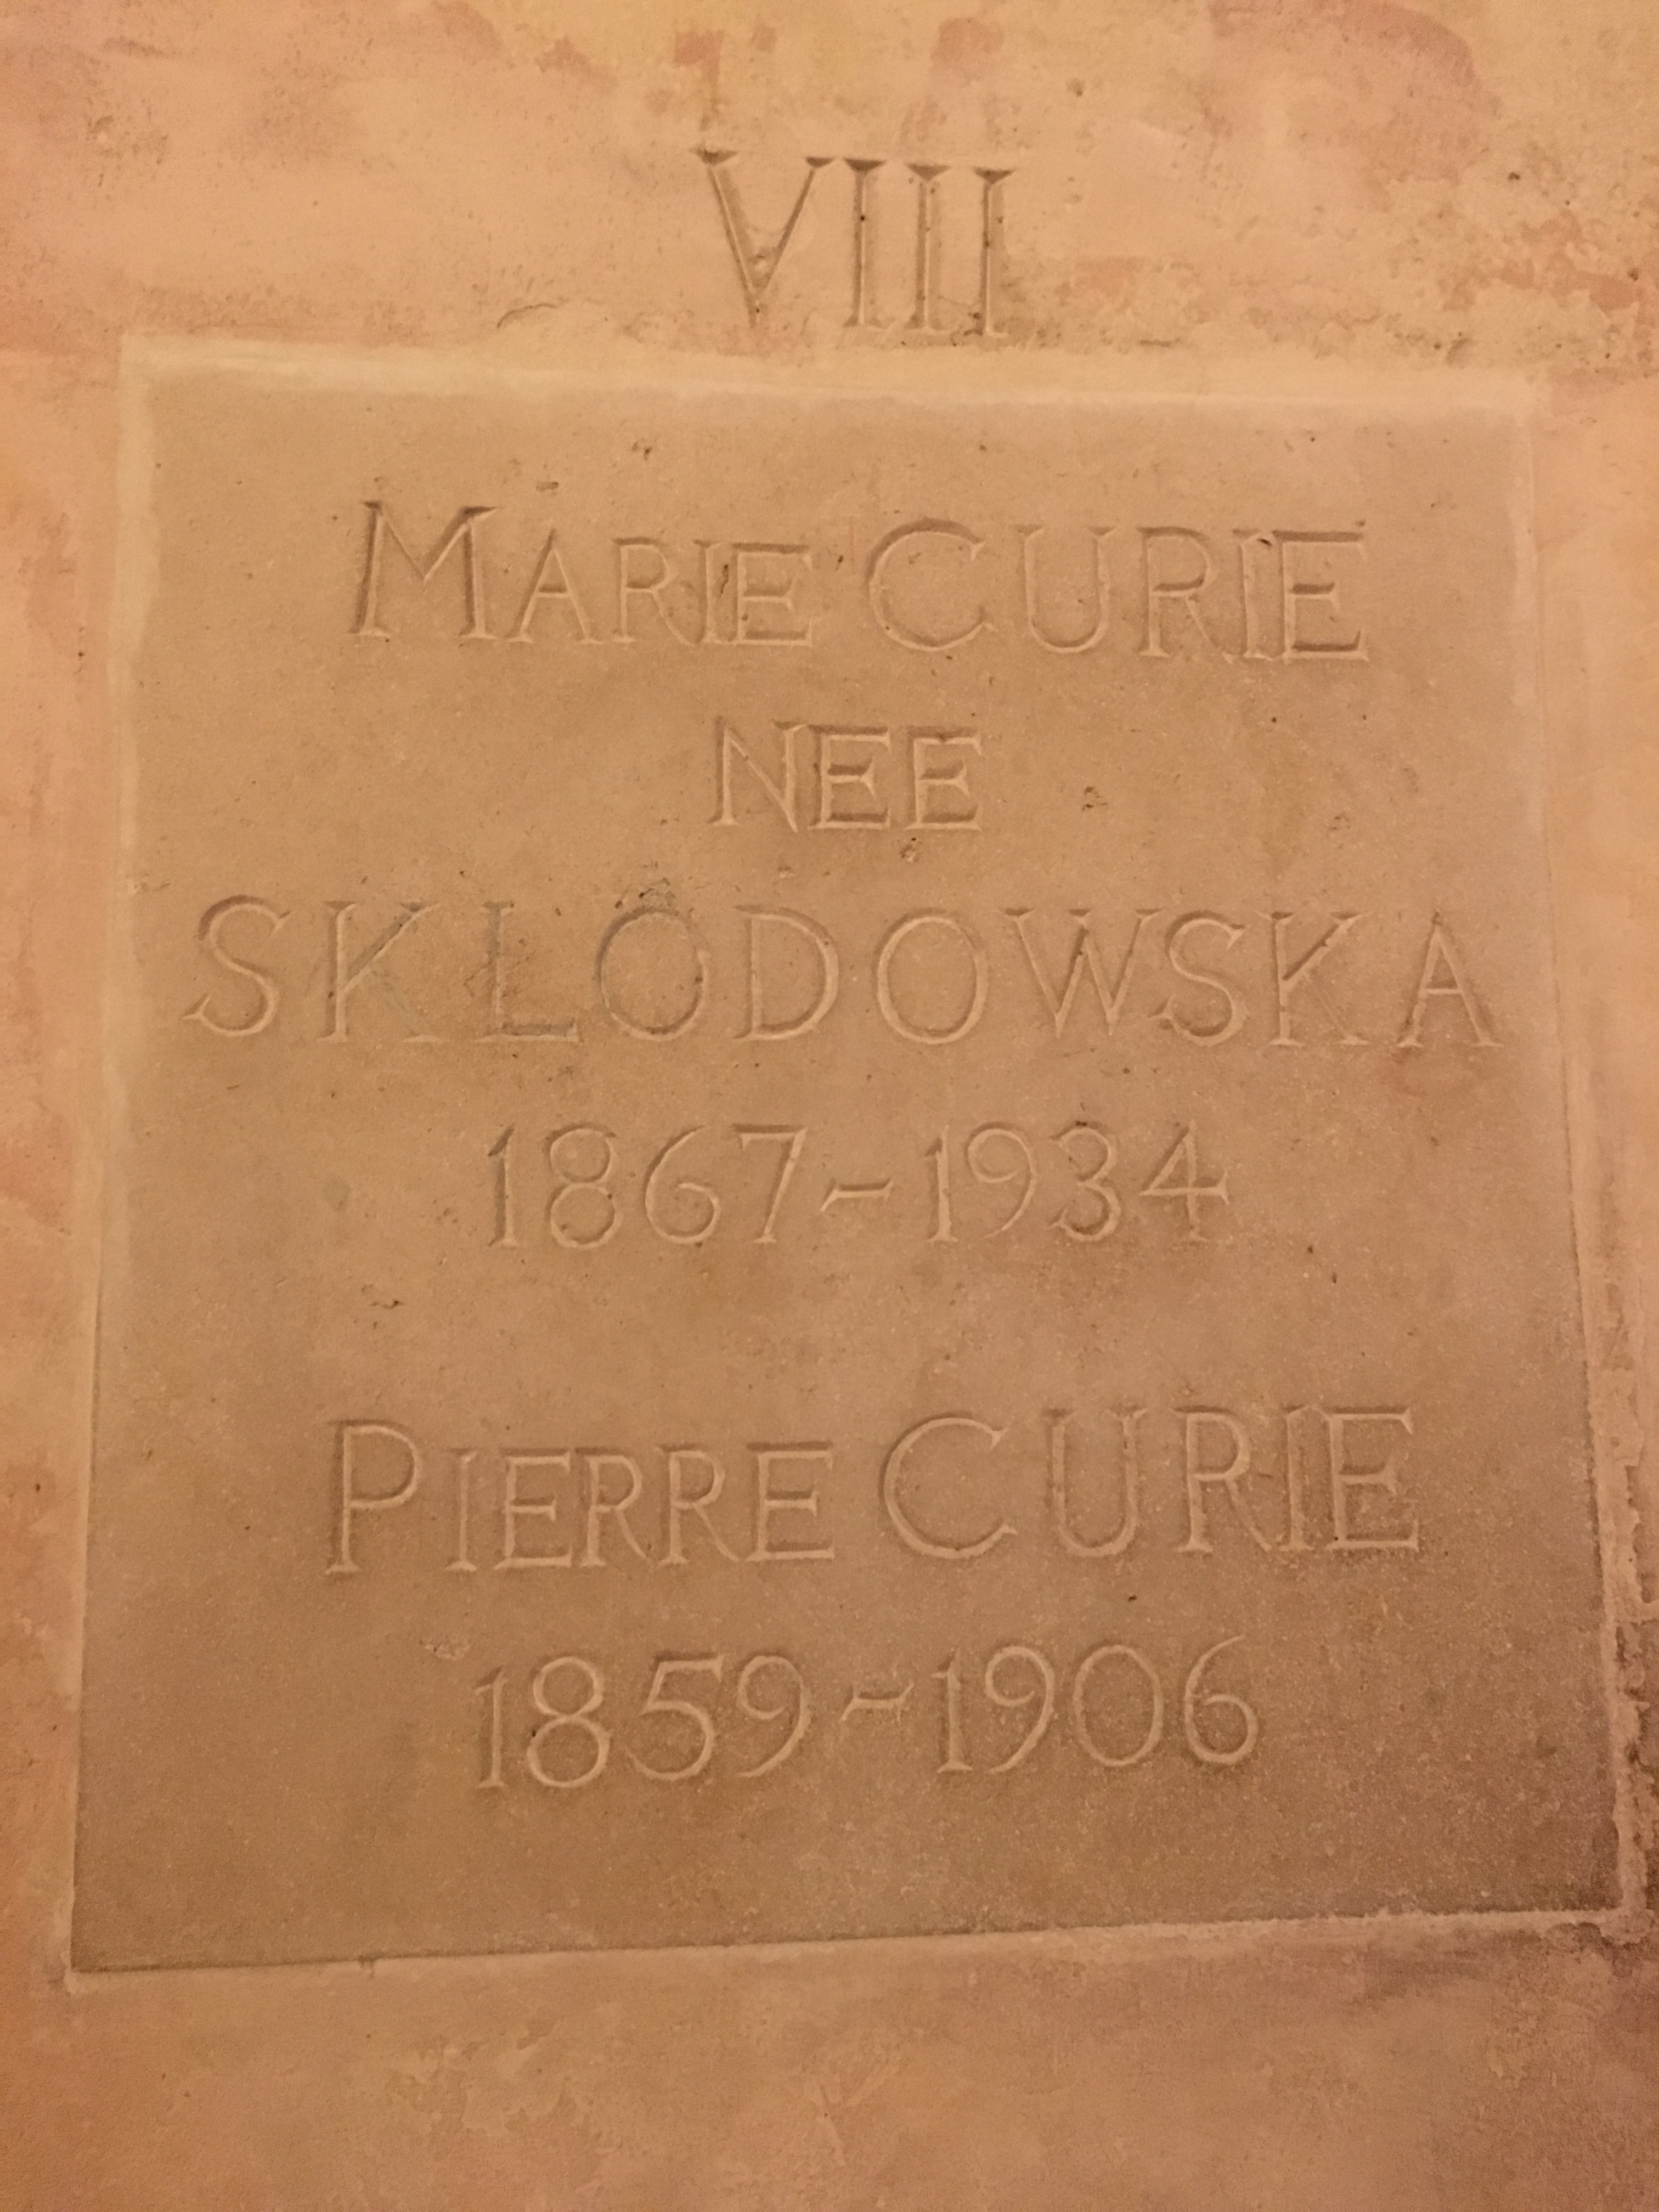 VIII
MARIE CURIE
NEE
SKLODOWSKA
1867-1934
PIERRE CURIE
1859-1906